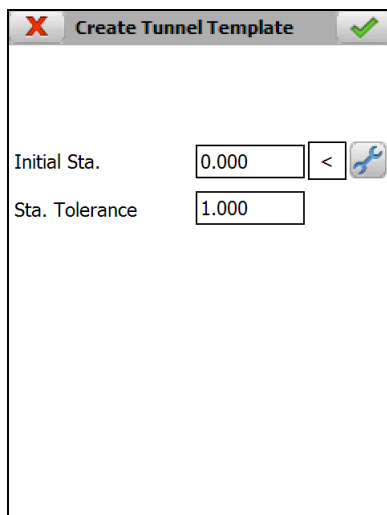 Create Tunnel Template
Initial Sta. 0.000 <
Sta. Tolerance 1.000